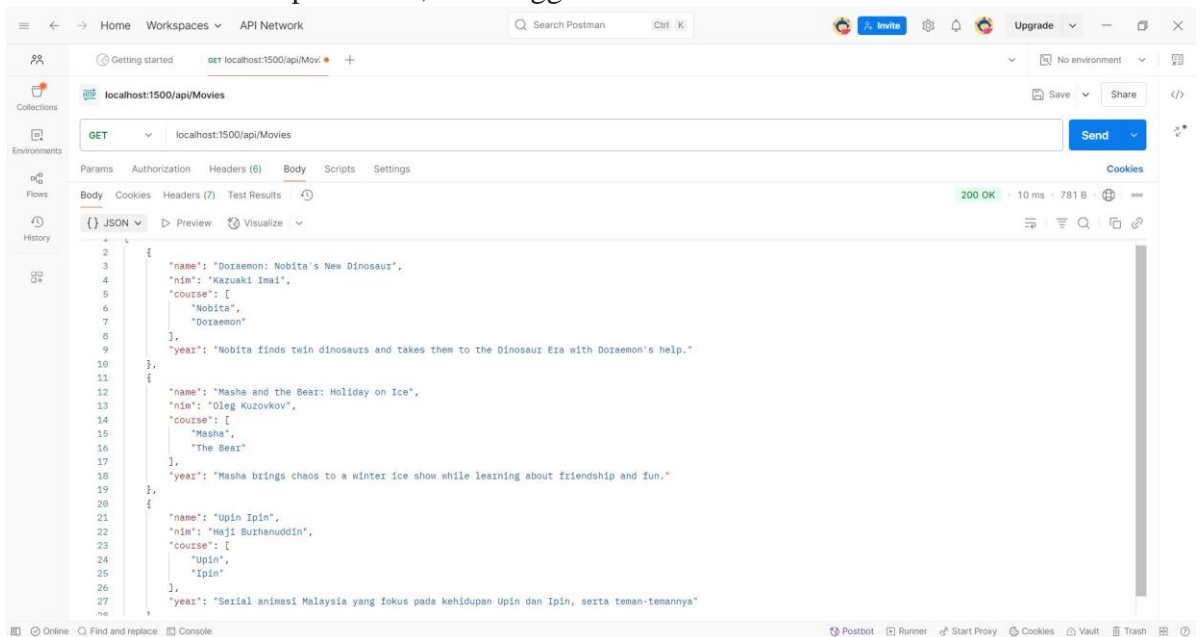 Home Workspaces API Network Search Postman Ctrl K Invite Upgrade
Getting started GET localhost:1500/api/Movi No environment
localhost:1500/api/Movies Save Share
Collections
GET localhost:1500/api/Movies Send
Environments
Params Authorization Headers (6) Body Scripts Settings Cookies
Flows
Body Cookies Headers (7) Test Results 200 OK 10 ms 781 B
{} JSON Preview Visualize
History
1 [
2 {
3 "name": "Doraemon: Nobita's New Dinosaur",
4 "nim": "Kazuaki Imai",
5 "course": [
6 "Nobita",
7 "Doraemon"
8 ],
9 "year": "Nobita finds twin dinosaurs and takes them to the Dinosaur Era with Doraemon's help."
10 },
11 {
12 "name": "Masha and the Bear: Holiday on Ice",
13 "nim": "Oleg Kuzovkov",
14 "course": [
15 "Masha",
16 "The Bear"
17 ],
18 "year": "Masha brings chaos to a winter ice show while learning about friendship and fun."
19 },
20 {
21 "name": "Upin Ipin",
22 "nim": "Haji Burhanuddin",
23 "course": [
24 "Upin",
25 "Ipin"
26 ],
27 "year": "Serial animasi Malaysia yang fokus pada kehidupan Upin dan Ipin, serta teman-temannya"
28 }
Online Find and replace Console Postbot Runner Start Proxy Cookies Vault Trash